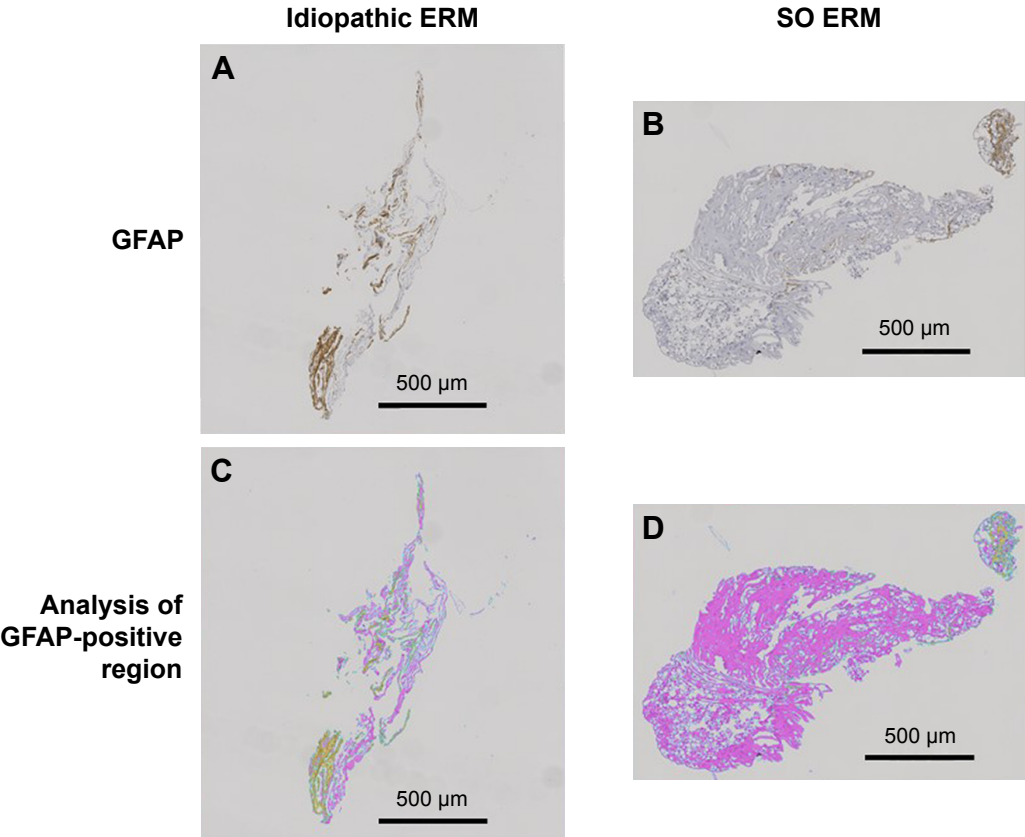 Idiopathic ERM
SO ERM
A
B
GFAP
500 µm
500 µm
C
D
Analysis of
GFAP-positive
region
500 µm
500 µm